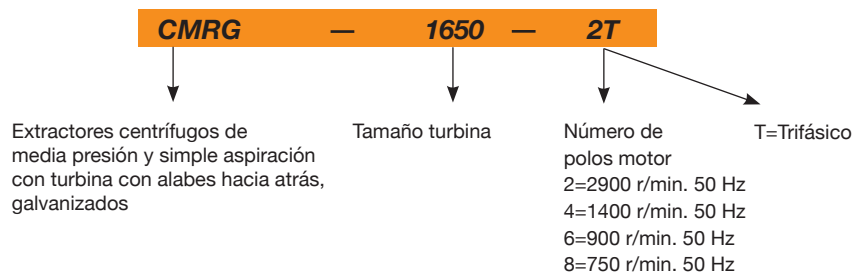 CMRG — 1650 — 2T
Extractores centrífugos de
media presión y simple aspiración
con turbina con alabes hacia atrás,
galvanizados
Tamaño turbina
Número de
polos motor
2=2900 r/min. 50 Hz
4=1400 r/min. 50 Hz
6=900 r/min. 50 Hz
8=750 r/min. 50 Hz
T=Trifásico